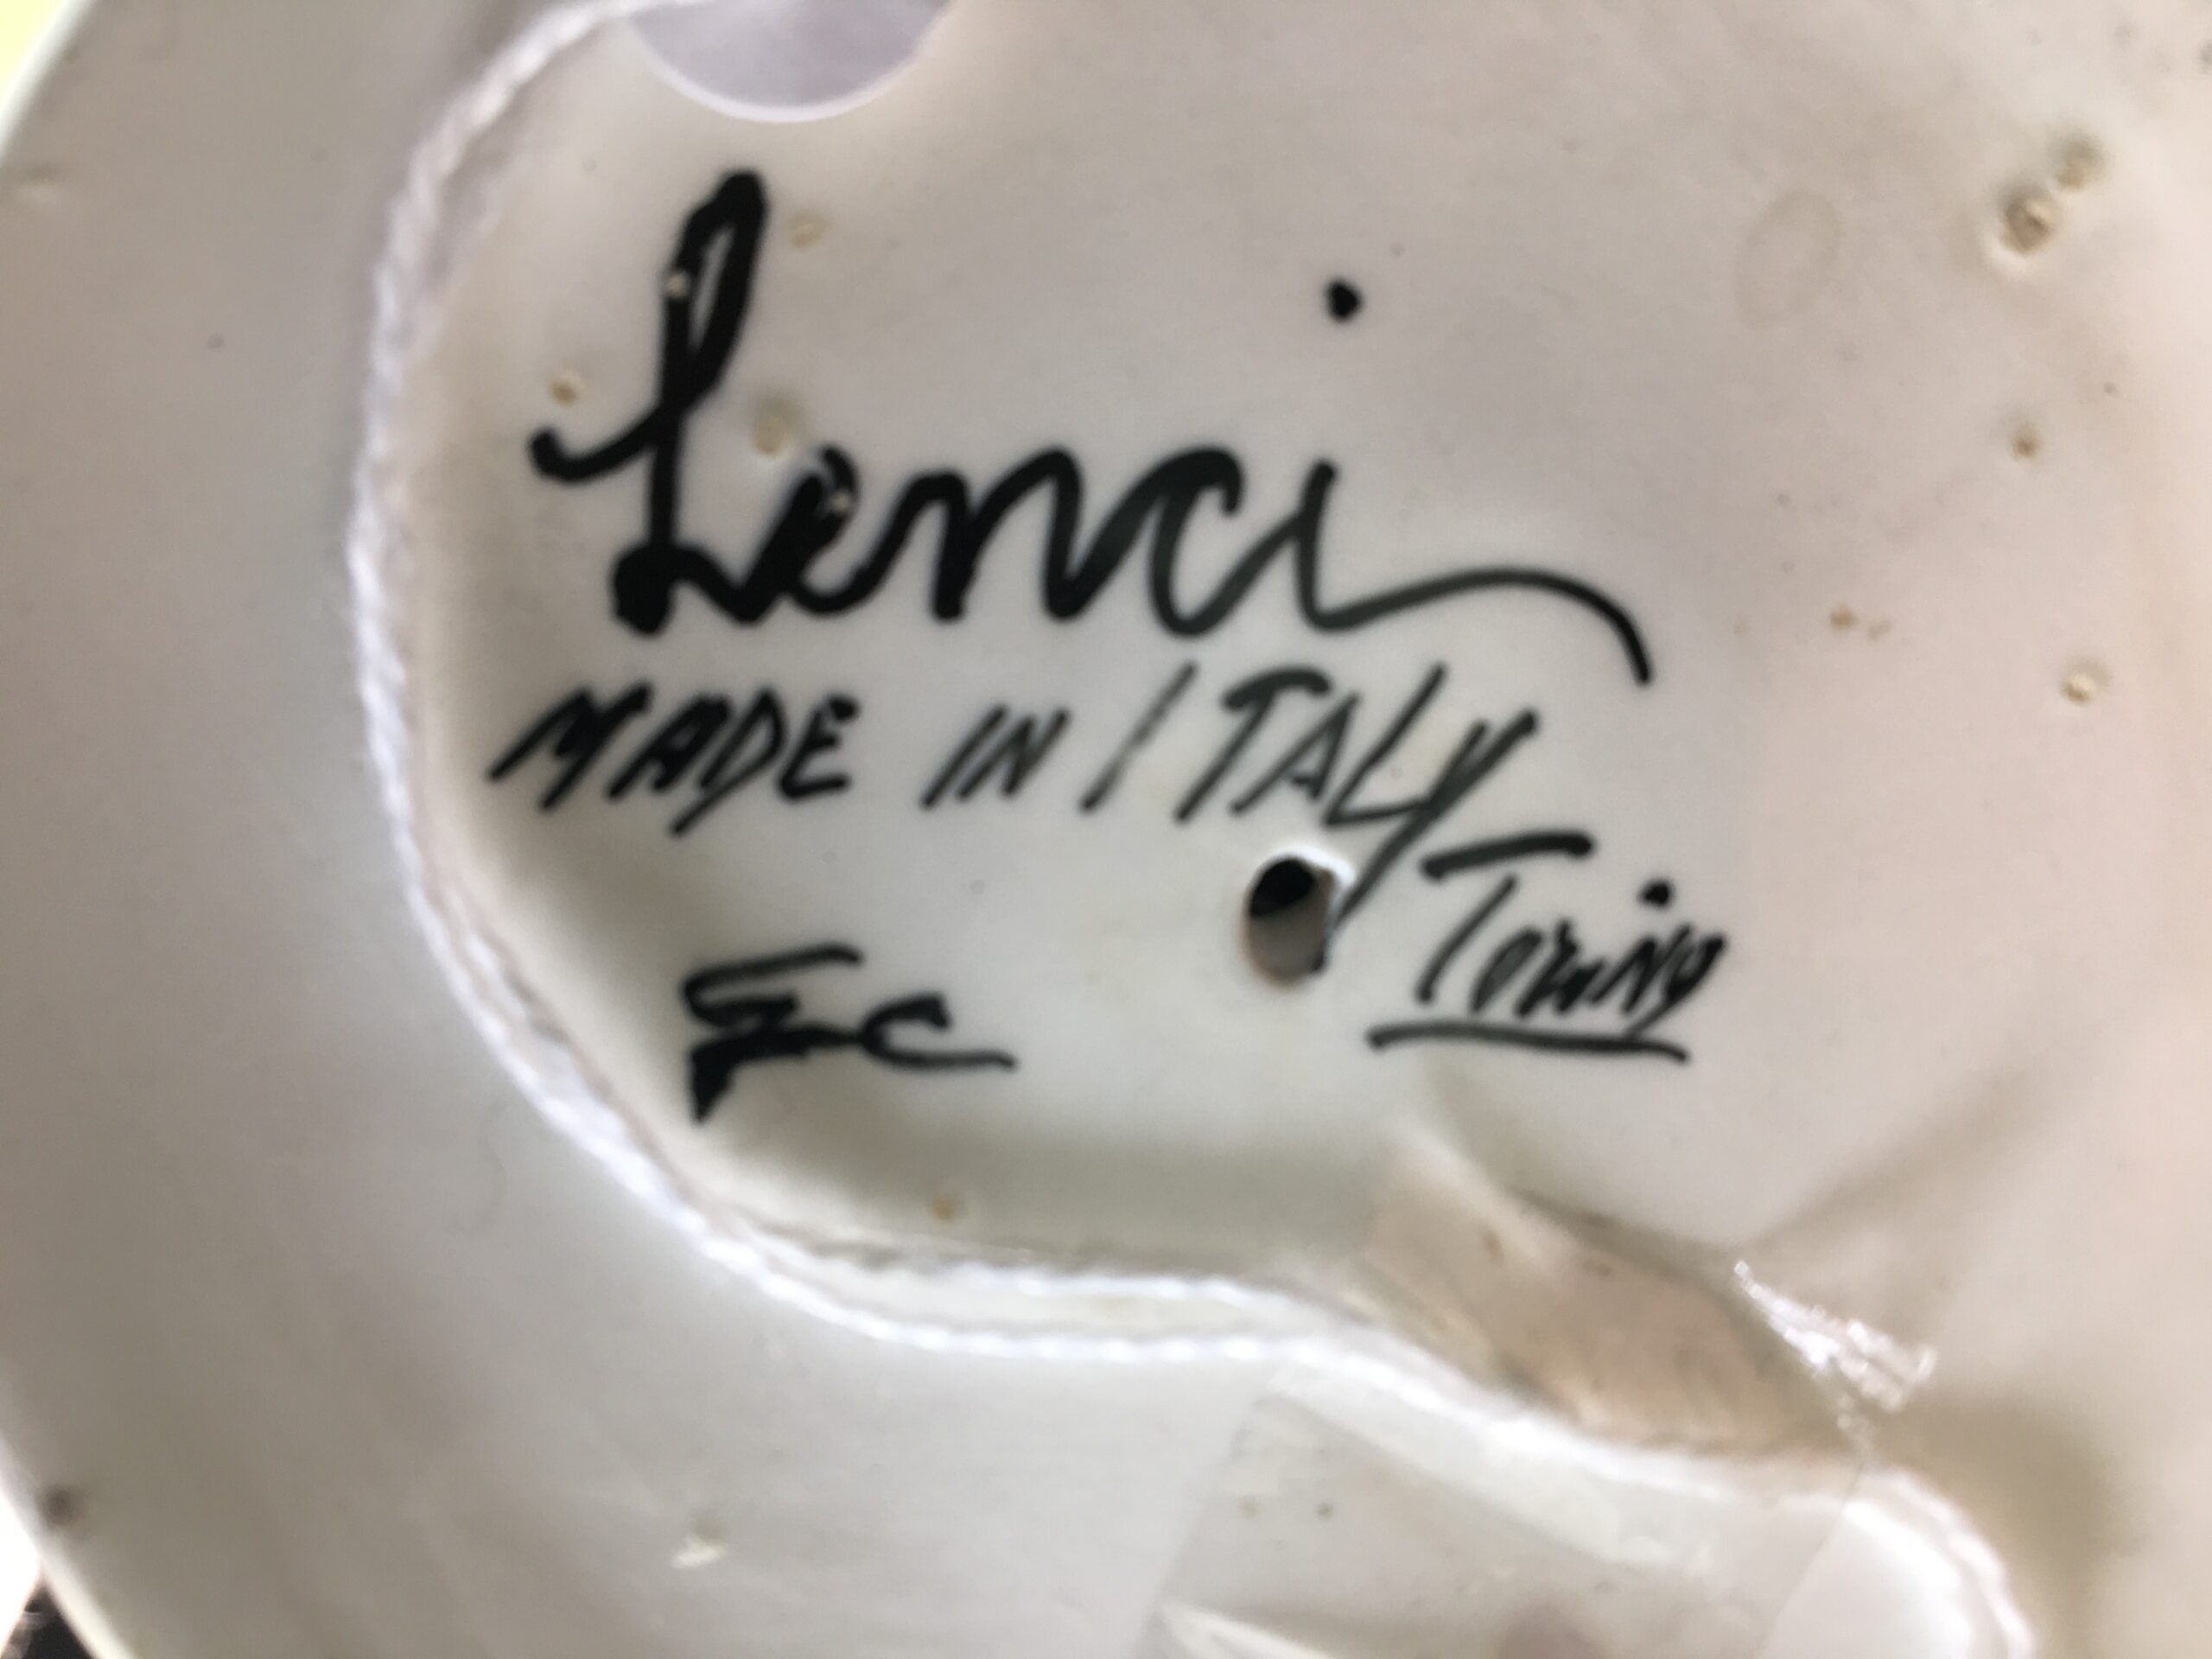 Lenci
MADE IN ITALY
Torino